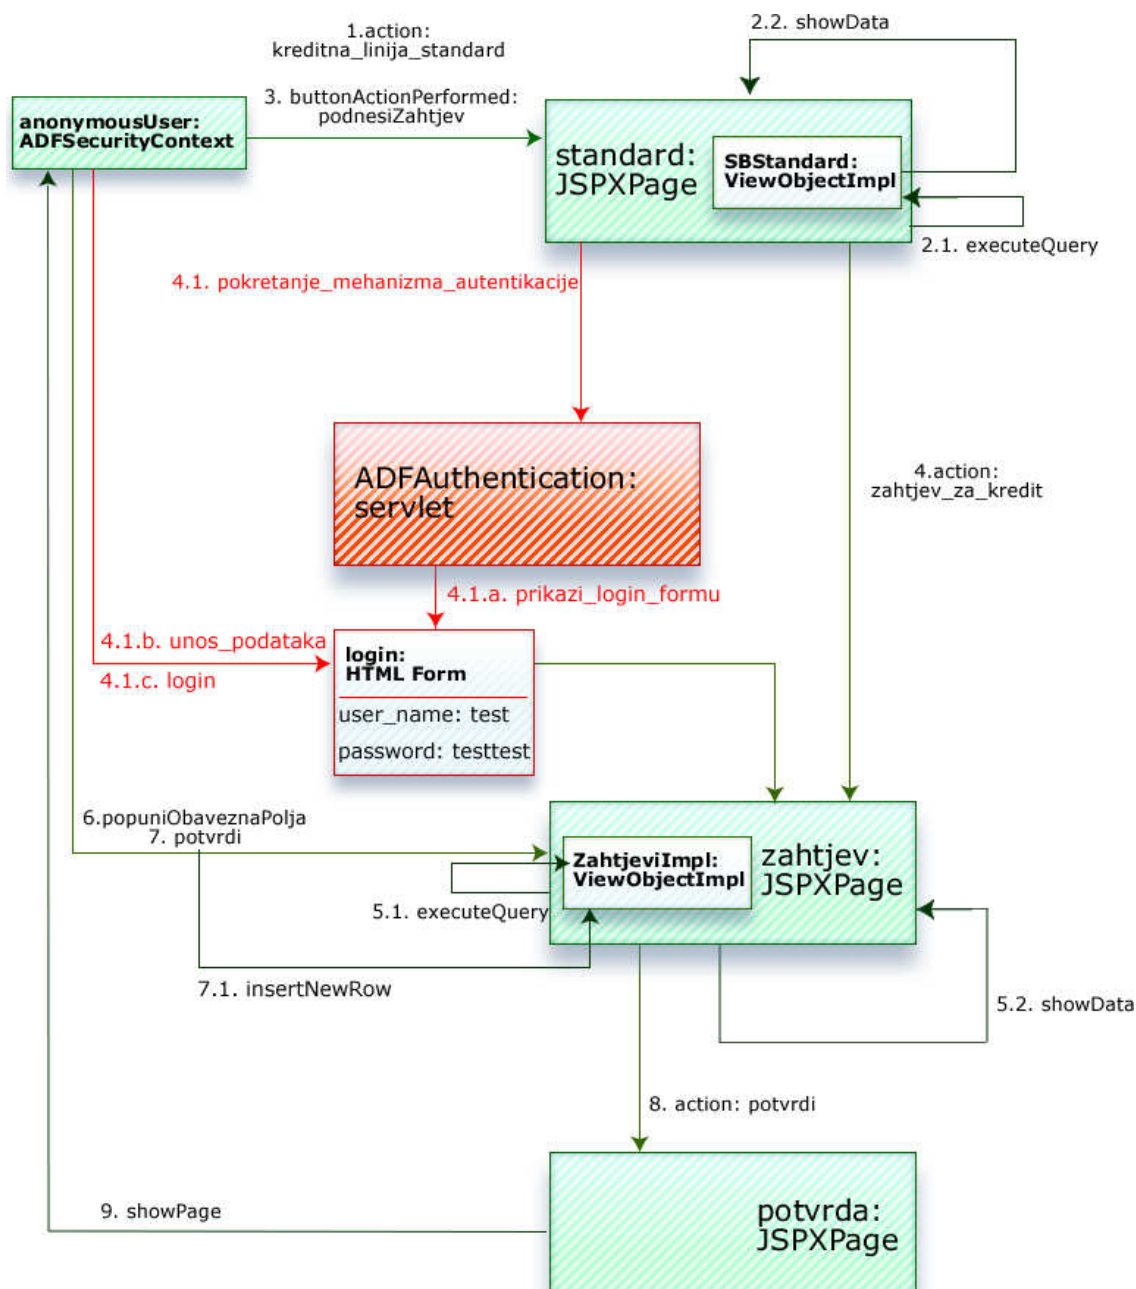 1.action:
kreditna_linija_standard
2.2. showData
3. buttonActionPerformed:
podnesiZahtjev
anonymousUser:
ADFSecurityContext
standard:
JSPXPage
SBStandard:
ViewObjectImpl
2.1. executeQuery
4.1. pokretanje_mehanizma_autentikacije
ADFAuthentication:
servlet
4.action:
zahtjev_za_kredit
4.1.a. prikazi_login_formu
4.1.b. unos_podataka
4.1.c. login
login:
HTML Form
user_name: test
password: testtest
6.popuniObaveznaPolja
7. potvrdi
ZahtjeviImpl:
ViewObjectImpl
zahtjev:
JSPXPage
5.1. executeQuery
7.1. insertNewRow
5.2. showData
8. action: potvrdi
9. showPage
potvrda:
JSPXPage